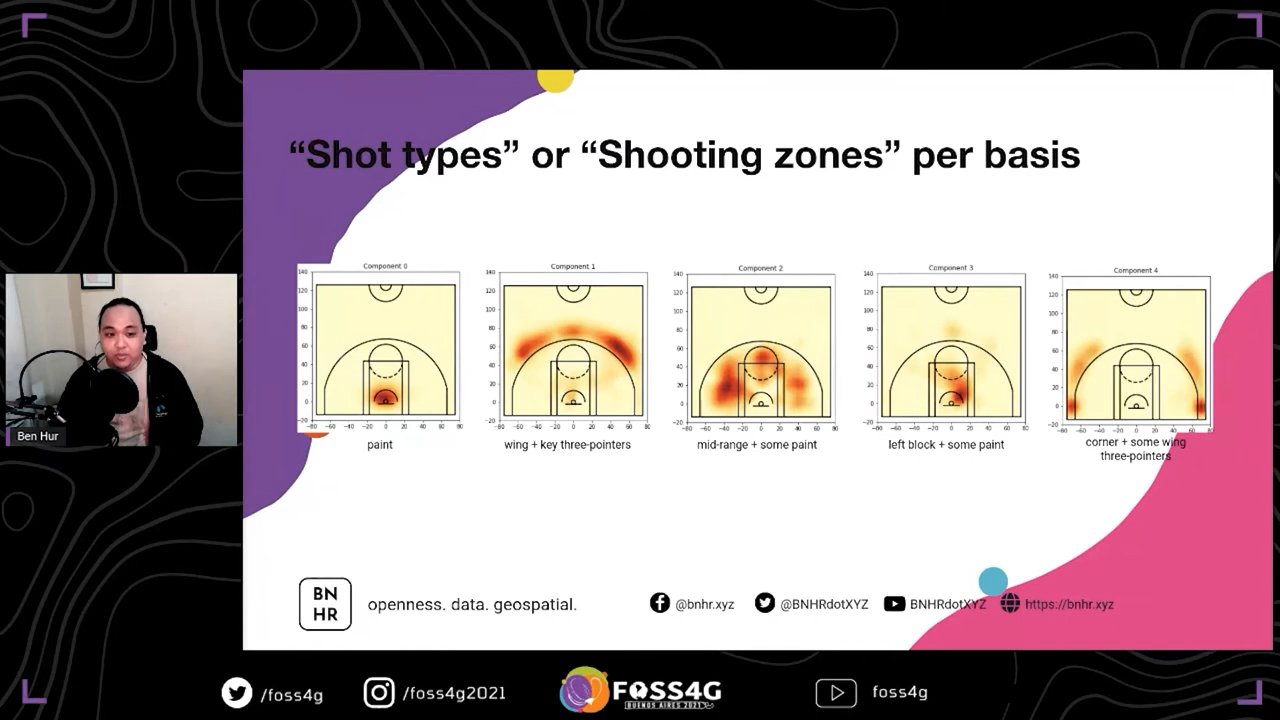 “Shot types” or “Shooting zones” per basis
Component 0
Component 1
Component 2
Component 3
Component 4
paint
wing + key three-pointers
mid-range + some paint
left block + some paint
corner + some wing
three-pointers
Ben Hur
BN
HR
openness. data. geospatial.
@bnhr.xyz
@BNHRdotXYZ
BNHRdotXYZ
https://bnhr.xyz
/foss4g
/foss4g2021
FOSS4G
BUENOS AIRES 2021
foss4g